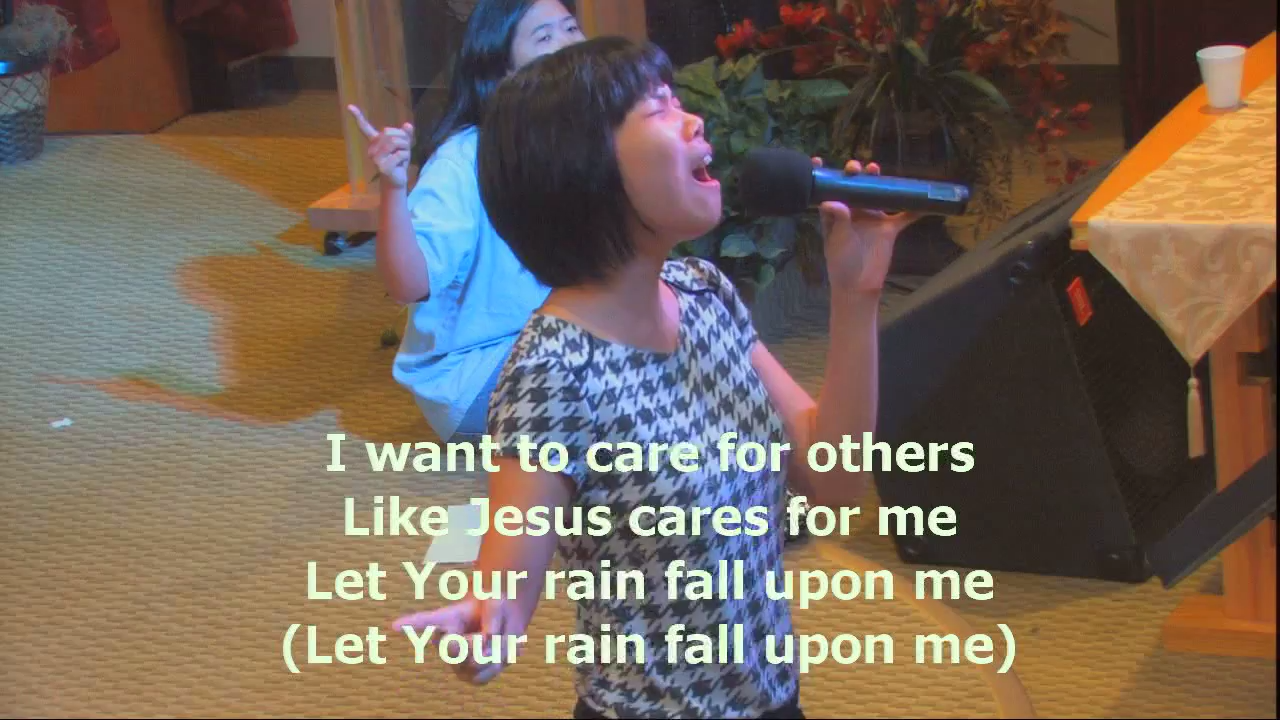 I want to care for others
Like Jesus cares for me
Let Your rain fall upon me
(Let Your rain fall upon me)